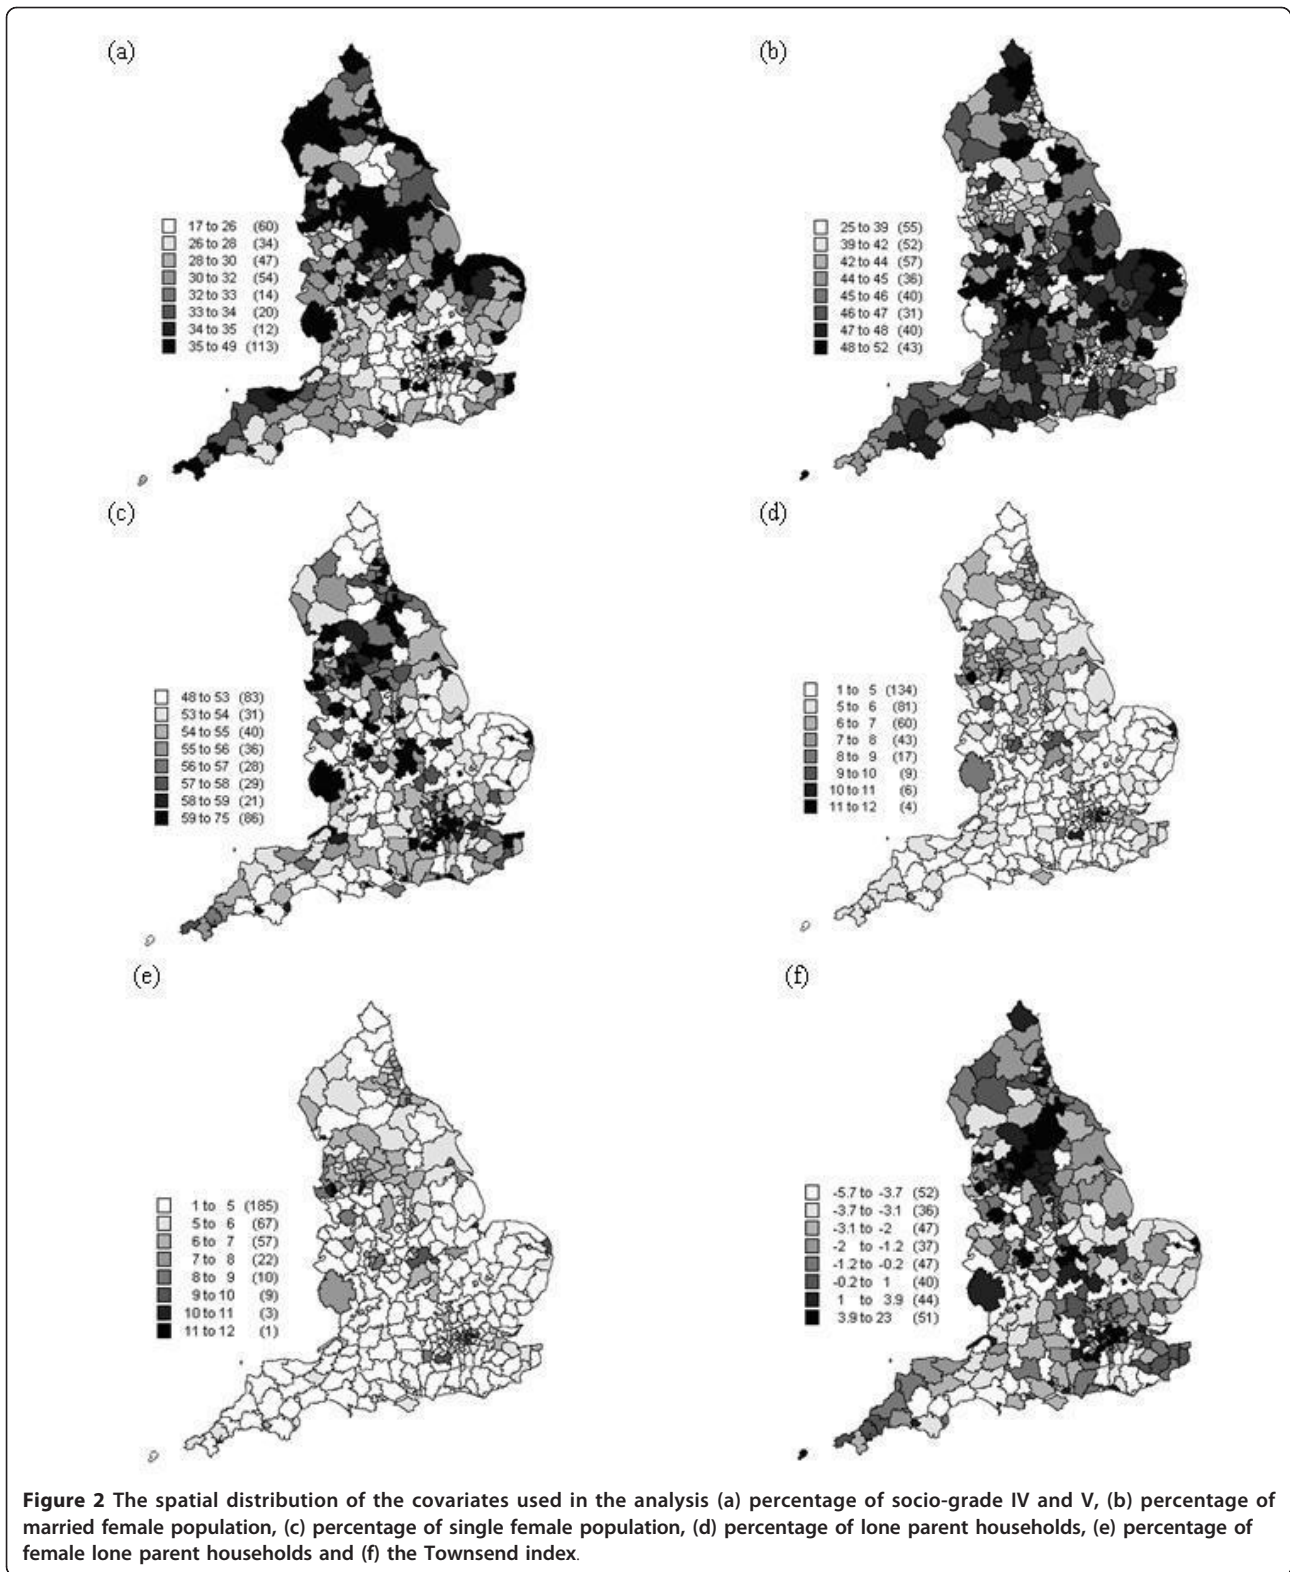 (a)
17 to 26 (60)
26 to 28 (34)
28 to 30 (47)
30 to 32 (54)
32 to 33 (14)
33 to 34 (20)
34 to 35 (12)
35 to 49 (113)
(b)
25 to 39 (55)
39 to 42 (52)
42 to 44 (57)
44 to 45 (36)
45 to 46 (40)
46 to 47 (31)
47 to 48 (40)
48 to 52 (43)
(c)
48 to 53 (83)
53 to 54 (31)
54 to 55 (40)
55 to 56 (36)
56 to 57 (28)
57 to 58 (29)
58 to 59 (21)
59 to 75 (86)
(d)
1 to 5 (134)
5 to 6 (81)
6 to 7 (60)
7 to 8 (43)
8 to 9 (17)
9 to 10 (9)
10 to 11 (6)
11 to 12 (4)
(e)
1 to 5 (185)
5 to 6 (67)
6 to 7 (57)
7 to 8 (22)
8 to 9 (10)
9 to 10 (9)
10 to 11 (3)
11 to 12 (1)
(f)
-5.7 to -3.7 (52)
-3.7 to -3.1 (36)
-3.1 to -2 (47)
-2 to -1.2 (37)
-1.2 to -0.2 (47)
-0.2 to 1 (40)
1 to 3.9 (44)
3.9 to 23 (51)
Figure 2 The spatial distribution of the covariates used in the analysis (a) percentage of socio-grade IV and V, (b) percentage of
married female population, (c) percentage of single female population, (d) percentage of lone parent households, (e) percentage of
female lone parent households and (f) the Townsend index.